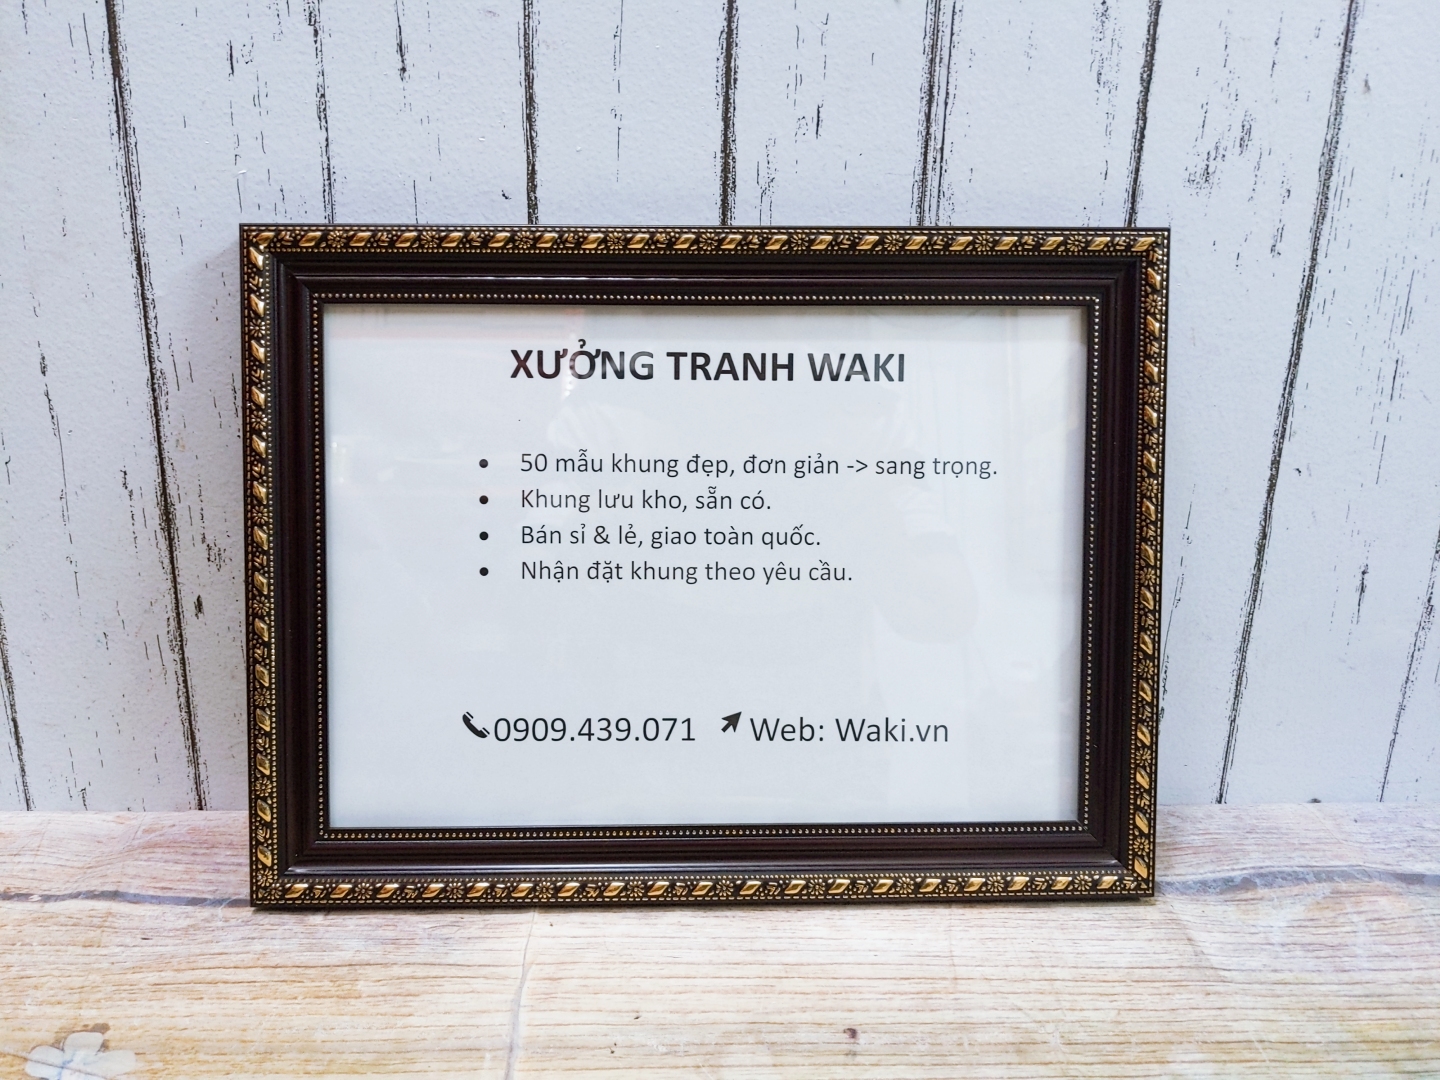 XƯỞNG TRANH WAKI
• 50 mẫu khung đẹp, đơn giản -> sang trọng.
• Khung lưu kho, sẵn có.
• Bán sỉ & lẻ, giao toàn quốc.
• Nhận đặt khung theo yêu cầu.
0909.439.071 Web: Waki.vn